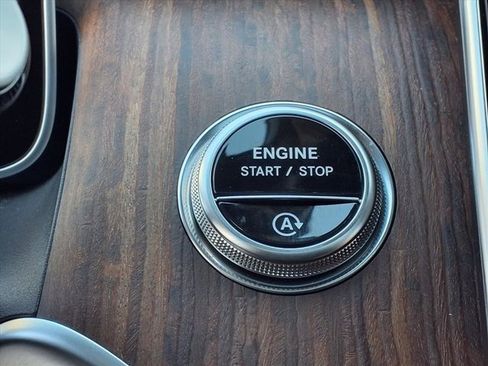 ENGINE
START / STOP
A